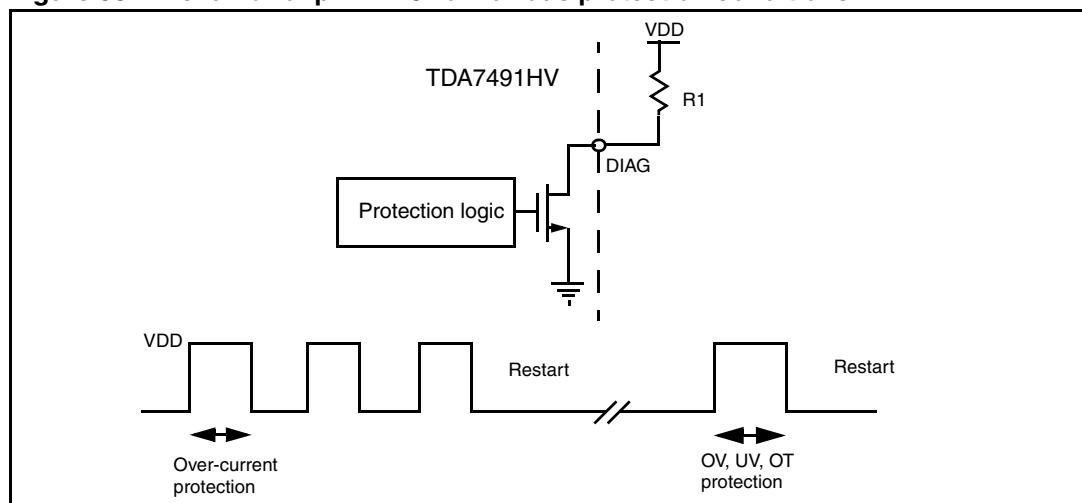 VDD
TDA7491HV
R1
DIAG
Protection logic
VDD
Restart
Restart
Over-current
protection
OV, UV, OT
protection